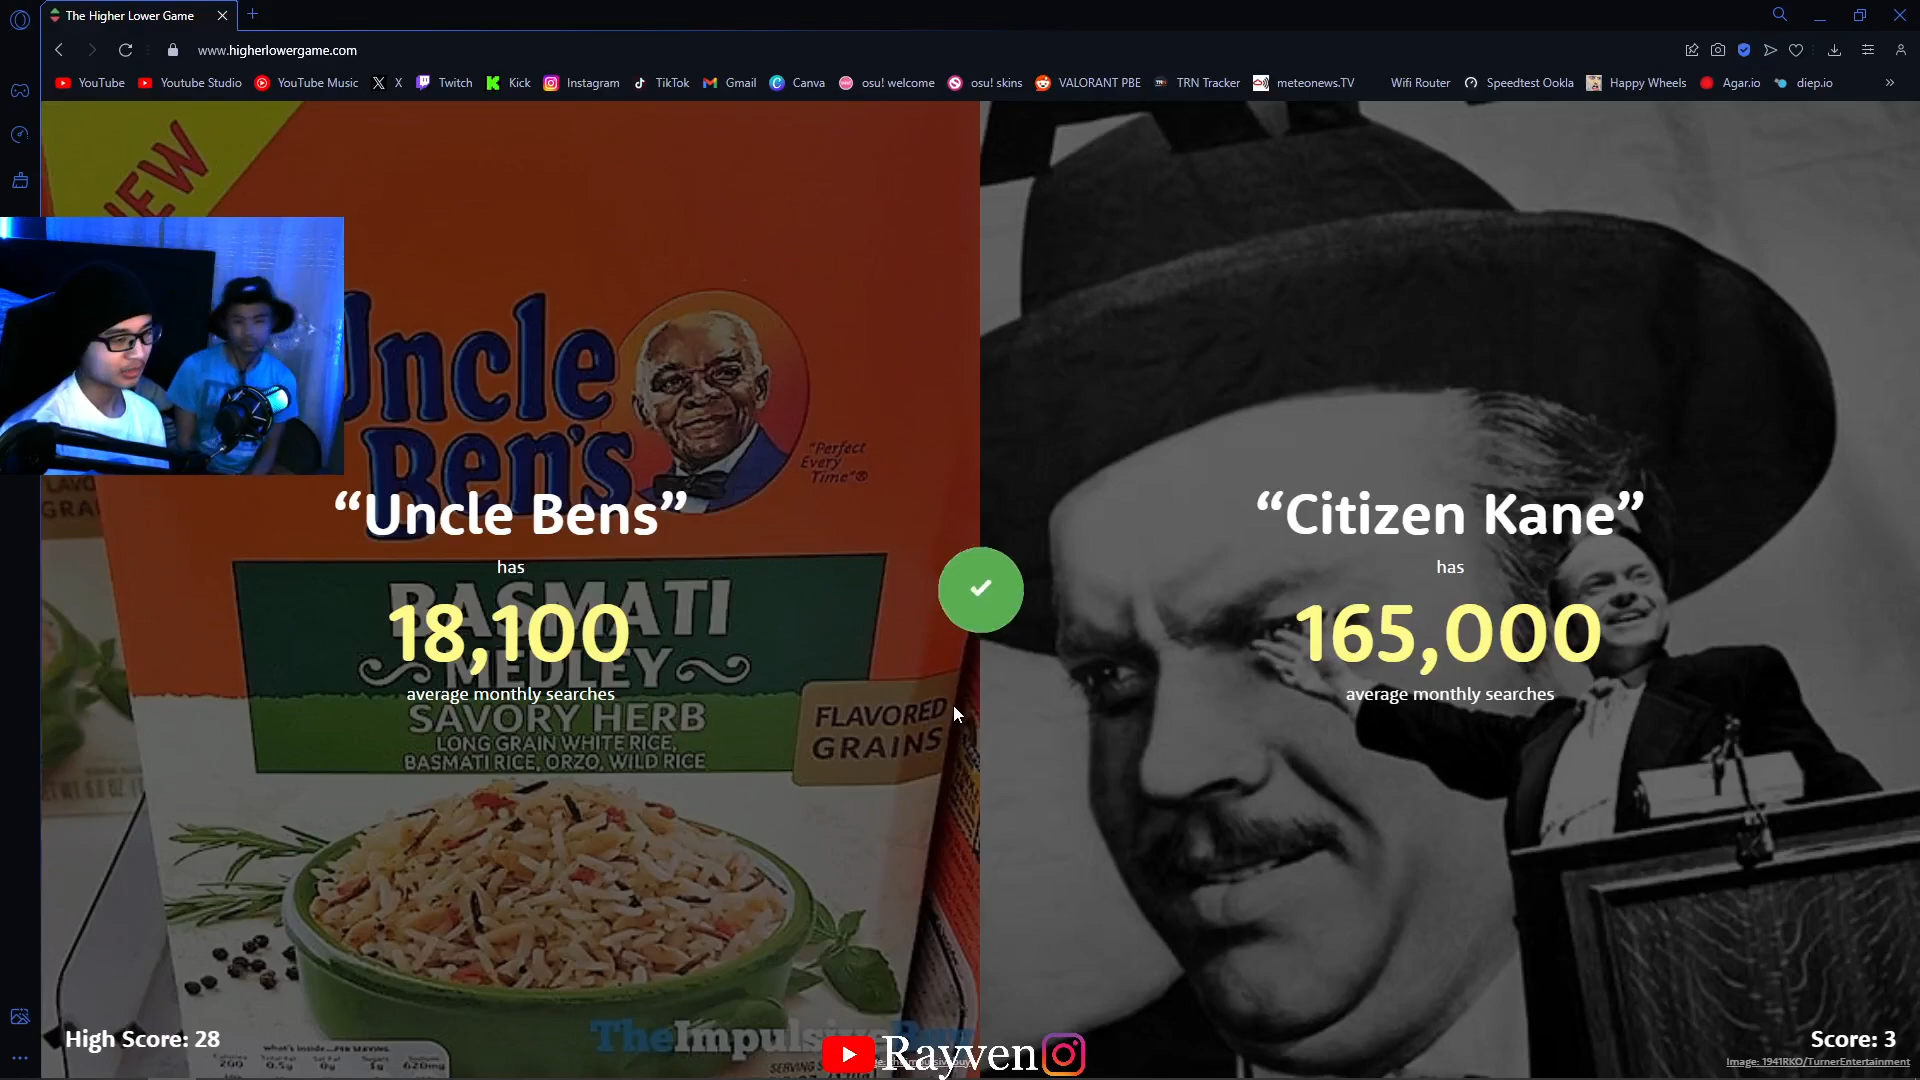 The Higher Lower Game
www.higherlowergame.com
YouTube Youtube Studio YouTube Music X Twitch Kick Instagram TikTok Gmail Canva osu! welcome osu! skins VALORANT PBE TRN Tracker meteonews.TV Wifi Router Speedtest Ookla Happy Wheels Agar.io diep.io
NEW
Uncle
Ben's
"Perfect
Every
Time"®
“Uncle Bens”
has
18,100
average monthly searches
BASMATI
MEDLEY
SAVORY HERB
LONG GRAIN WHITE RICE,
BASMATI RICE, ORZO, WILD RICE
FLAVORED
GRAINS
“Citizen Kane”
has
165,000
average monthly searches
High Score: 28
Rayven
Score: 3
Image: 1941RKO/TurnerEntertainment